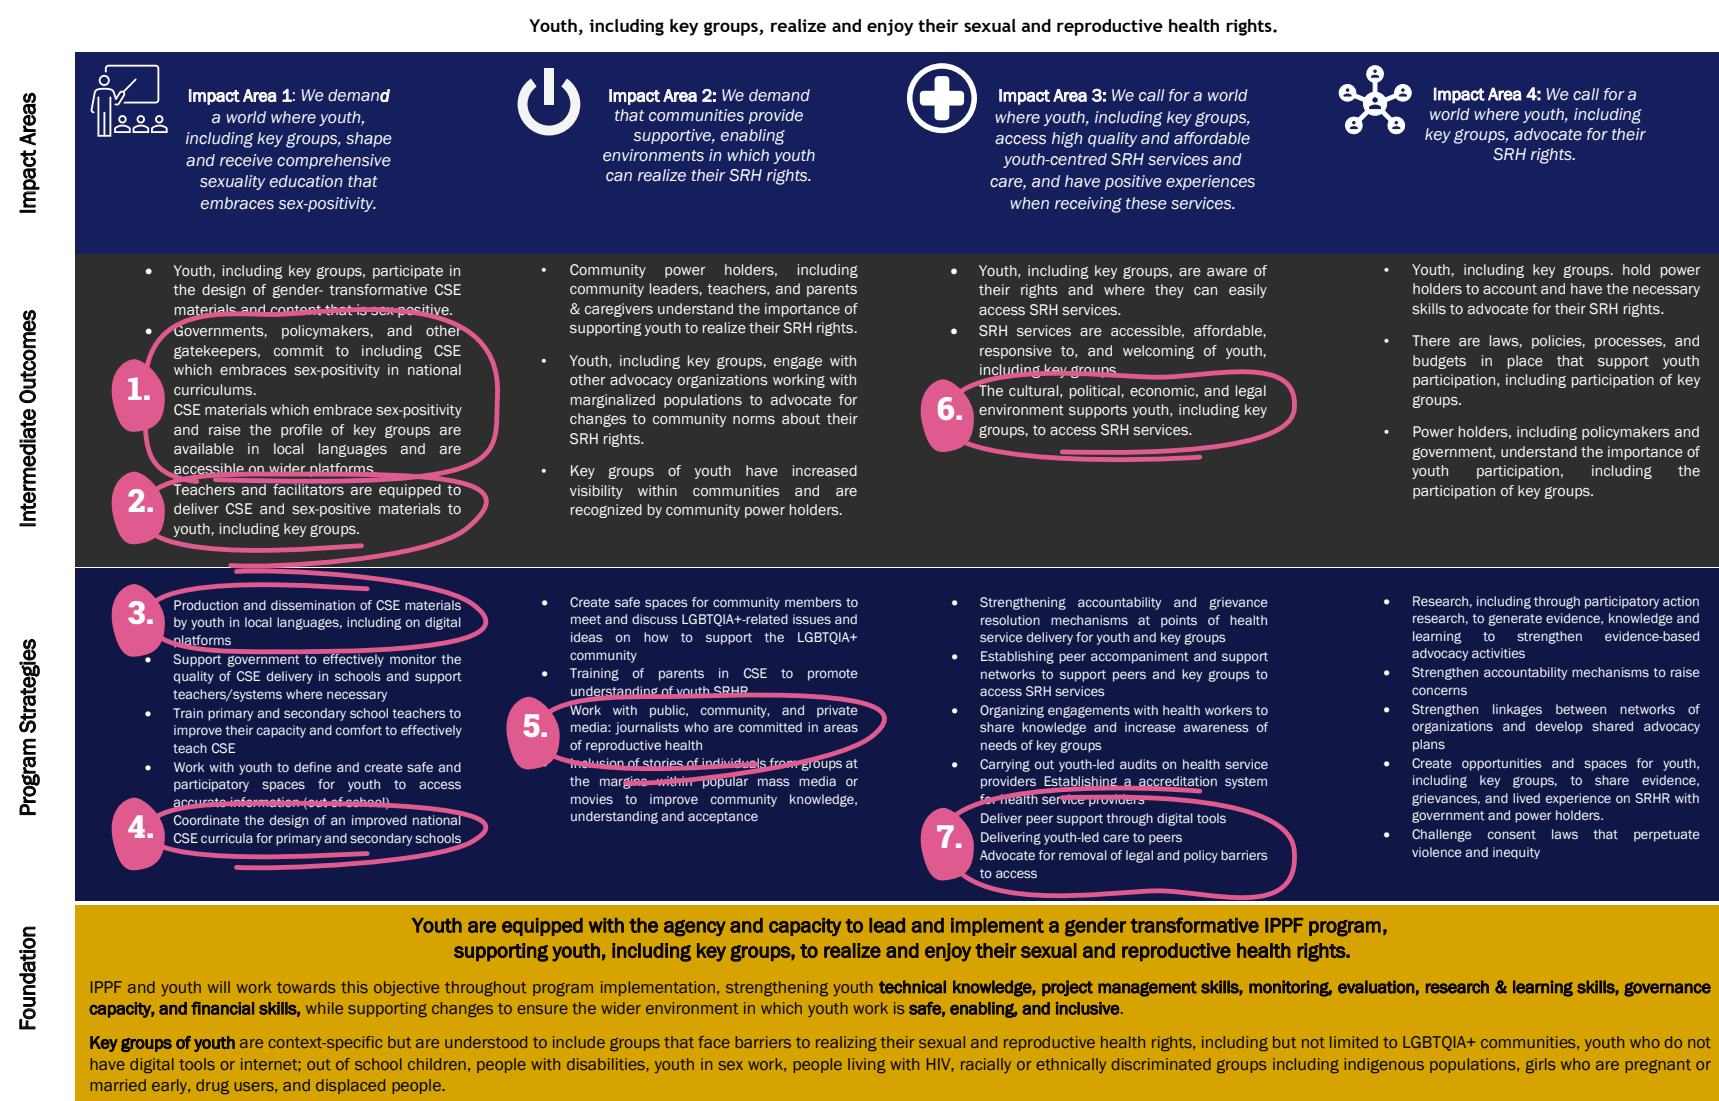 Youth, including key groups, realize and enjoy their sexual and reproductive health rights.
Impact Areas
Impact Area 1: We demand
a world where youth,
including key groups, shape
and receive comprehensive
sexuality education that
embraces sex-positivity.
Impact Area 2: We demand
that communities provide
supportive, enabling
environments in which youth
can realize their SRH rights.
Impact Area 3: We call for a world
where youth, including key groups,
access high quality and affordable
youth-centred SRH services and
care, and have positive experiences
when receiving these services.
Impact Area 4: We call for a
world where youth, including
key groups, advocate for their
SRH rights.
Intermediate Outcomes
• Youth, including key groups, participate in
the design of gender- transformative CSE
materials and content that is sex-positive.
• Governments, policymakers, and other
gatekeepers, commit to including CSE
which embraces sex-positivity in national
curriculums.
1.
CSE materials which embrace sex-positivity
and raise the profile of key groups are
available in local languages and are
accessible on wider platforms.
2.
Teachers and facilitators are equipped to
deliver CSE and sex-positive materials to
youth, including key groups.
• Community power holders, including
community leaders, teachers, and parents
& caregivers understand the importance of
supporting youth to realize their SRH rights.
• Youth, including key groups, engage with
other advocacy organizations working with
marginalized populations to advocate for
changes to community norms about their
SRH rights.
• Key groups of youth have increased
visibility within communities and are
recognized by community power holders.
• Youth, including key groups, are aware of
their rights and where they can easily
access SRH services.
• SRH services are accessible, affordable,
responsive to, and welcoming of youth,
including key groups.
6.
The cultural, political, economic, and legal
environment supports youth, including key
groups, to access SRH services.
• Youth, including key groups. hold power
holders to account and have the necessary
skills to advocate for their SRH rights.
• There are laws, policies, processes, and
budgets in place that support youth
participation, including participation of key
groups.
• Power holders, including policymakers and
government, understand the importance of
youth participation, including the
participation of key groups.
Program Strategies
3.
Production and dissemination of CSE materials
by youth in local languages, including on digital
platforms
• Support government to effectively monitor the
quality of CSE delivery in schools and support
teachers/systems where necessary
• Train primary and secondary school teachers to
improve their capacity and comfort to effectively
teach CSE
• Work with youth to define and create safe and
participatory spaces for youth to access
accurate information (out of school)
4.
Coordinate the design of an improved national
CSE curricula for primary and secondary schools
• Create safe spaces for community members to
meet and discuss LGBTQIA+-related issues and
ideas on how to support the LGBTQIA+
community
• Training of parents in CSE to promote
understanding of youth SRHR
5.
Work with public, community, and private
media: journalists who are committed in areas
of reproductive health
• Inclusion of stories of individuals from groups at
the margins within popular mass media or
movies to improve community knowledge,
understanding and acceptance
• Strengthening accountability and grievance
resolution mechanisms at points of health
service delivery for youth and key groups
• Establishing peer accompaniment and support
networks to support peers and key groups to
access SRH services
• Organizing engagements with health workers to
share knowledge and increase awareness of
needs of key groups
• Carrying out youth-led audits on health service
providers Establishing a accreditation system
for health service providers
7.
Deliver peer support through digital tools
Delivering youth-led care to peers
Advocate for removal of legal and policy barriers
to access
• Research, including through participatory action
research, to generate evidence, knowledge and
learning to strengthen evidence-based
advocacy activities
• Strengthen accountability mechanisms to raise
concerns
• Strengthen linkages between networks of
organizations and develop shared advocacy
plans
• Create opportunities and spaces for youth,
including key groups, to share evidence,
grievances, and lived experience on SRHR with
government and power holders.
• Challenge consent laws that perpetuate
violence and inequity
Foundation
Youth are equipped with the agency and capacity to lead and implement a gender transformative IPPF program,
supporting youth, including key groups, to realize and enjoy their sexual and reproductive health rights.
IPPF and youth will work towards this objective throughout program implementation, strengthening youth technical knowledge, project management skills, monitoring, evaluation, research & learning skills, governance
capacity, and financial skills, while supporting changes to ensure the wider environment in which youth work is safe, enabling, and inclusive.
Key groups of youth are context-specific but are understood to include groups that face barriers to realizing their sexual and reproductive health rights, including but not limited to LGBTQIA+ communities, youth who do not
have digital tools or internet; out of school children, people with disabilities, youth in sex work, people living with HIV, racially or ethnically discriminated groups including indigenous populations, girls who are pregnant or
married early, drug users, and displaced people.